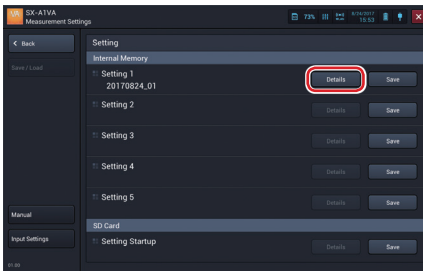 VA SX-A1VA
Measurement Settings
73%
8/24/2017
15:53
< Back
Save / Load
Manual
Input Settings
Setting
Internal Memory
Setting 1
20170824_01
Details
Save
Setting 2
Details
Save
Setting 3
Details
Save
Setting 4
Details
Save
Setting 5
Details
Save
SD Card
Setting Startup
Details
Save